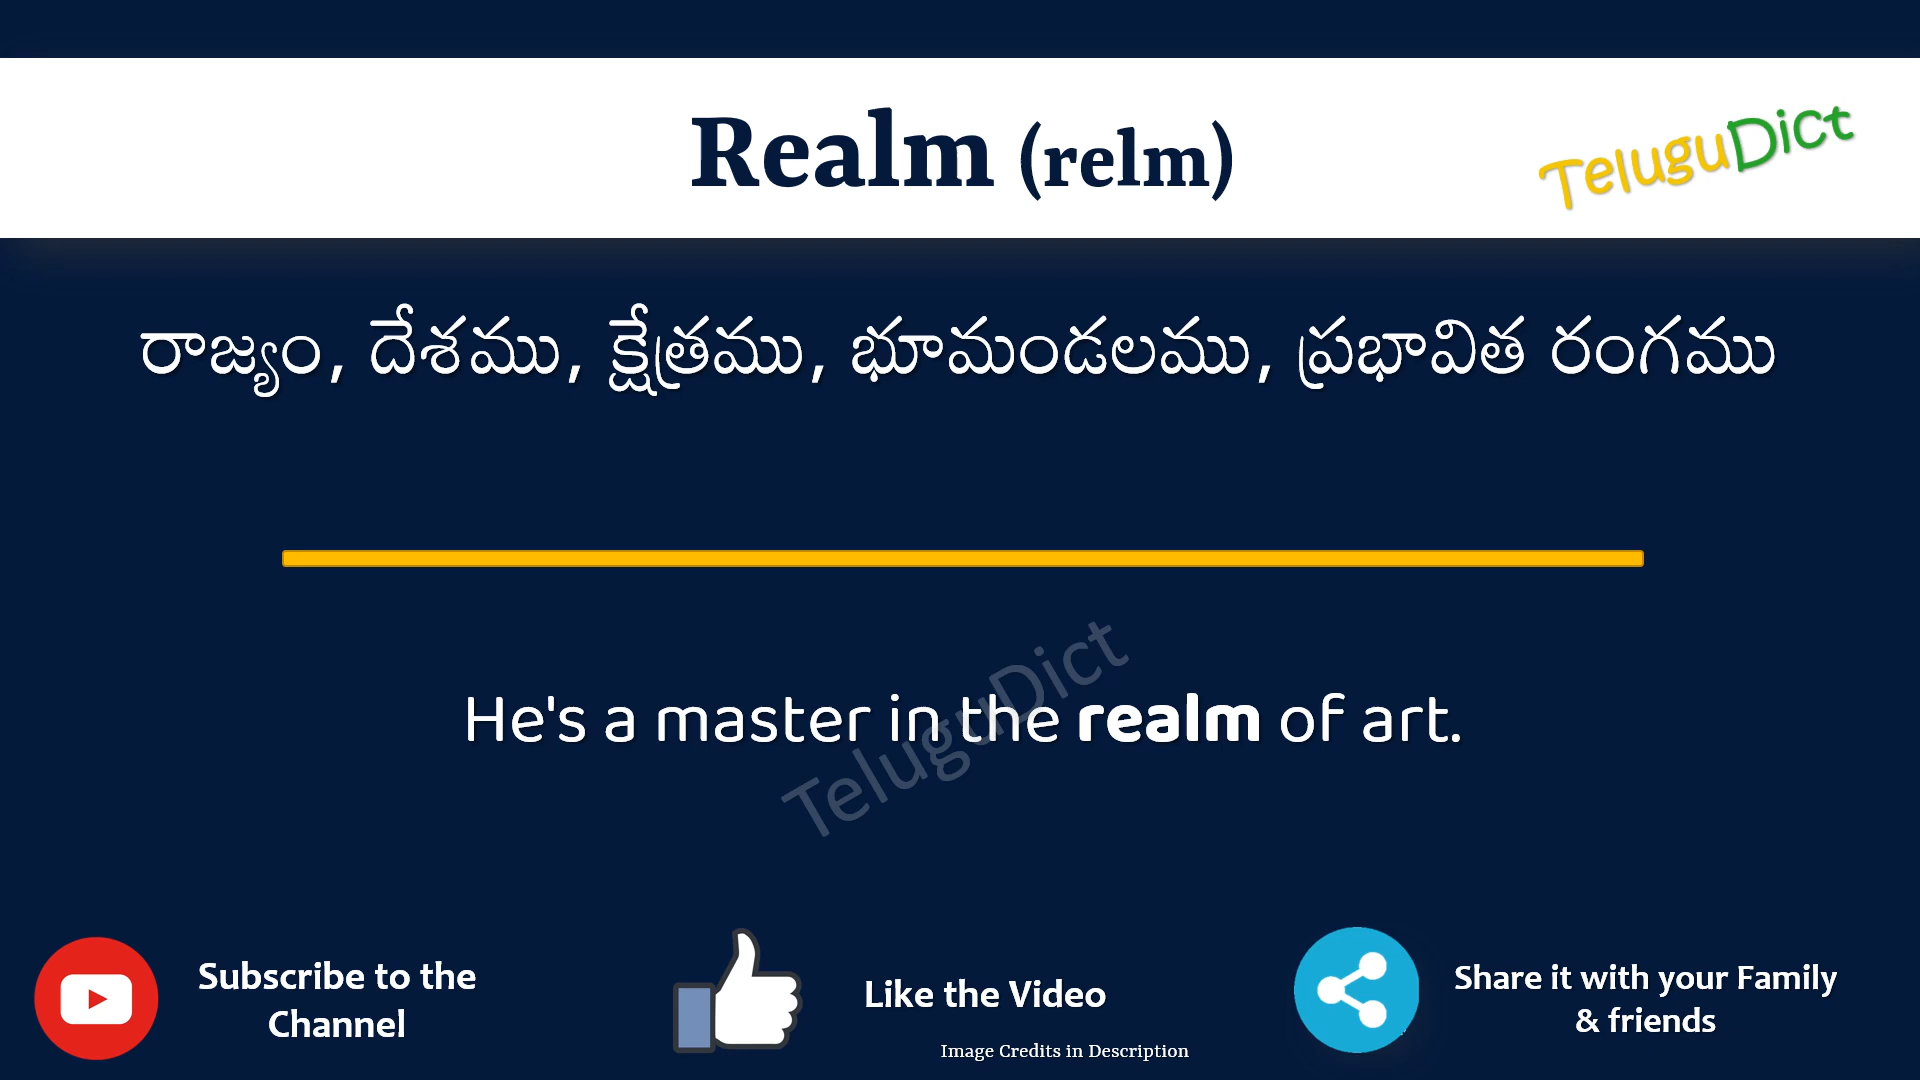 Realm (relm)
TeluguDict
రాజ్యం, దేశము, క్షేత్రము, భూమండలము, ప్రభావిత రంగము
He's a master in the realm of art.
TeluguDict
Subscribe to the
Channel
Like the Video
Share it with your Family
& friends
Image Credits in Description